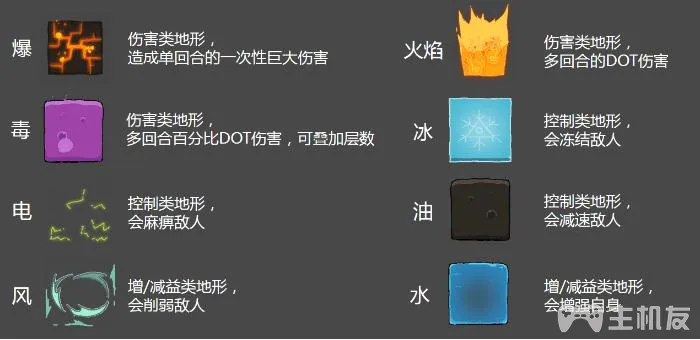 爆
伤害类地形，
造成单回合的一次性巨大伤害
火焰
伤害类地形，
多回合的DOT伤害
毒
伤害类地形，
多回合百分比DOT伤害，可叠加层数
冰
控制类地形，
会冻结敌人
电
控制类地形，
会麻痹敌人
油
控制类地形，
会减速敌人
风
增/减益类地形，
会削弱敌人
水
增/减益类地形，
会增强自身
主机友